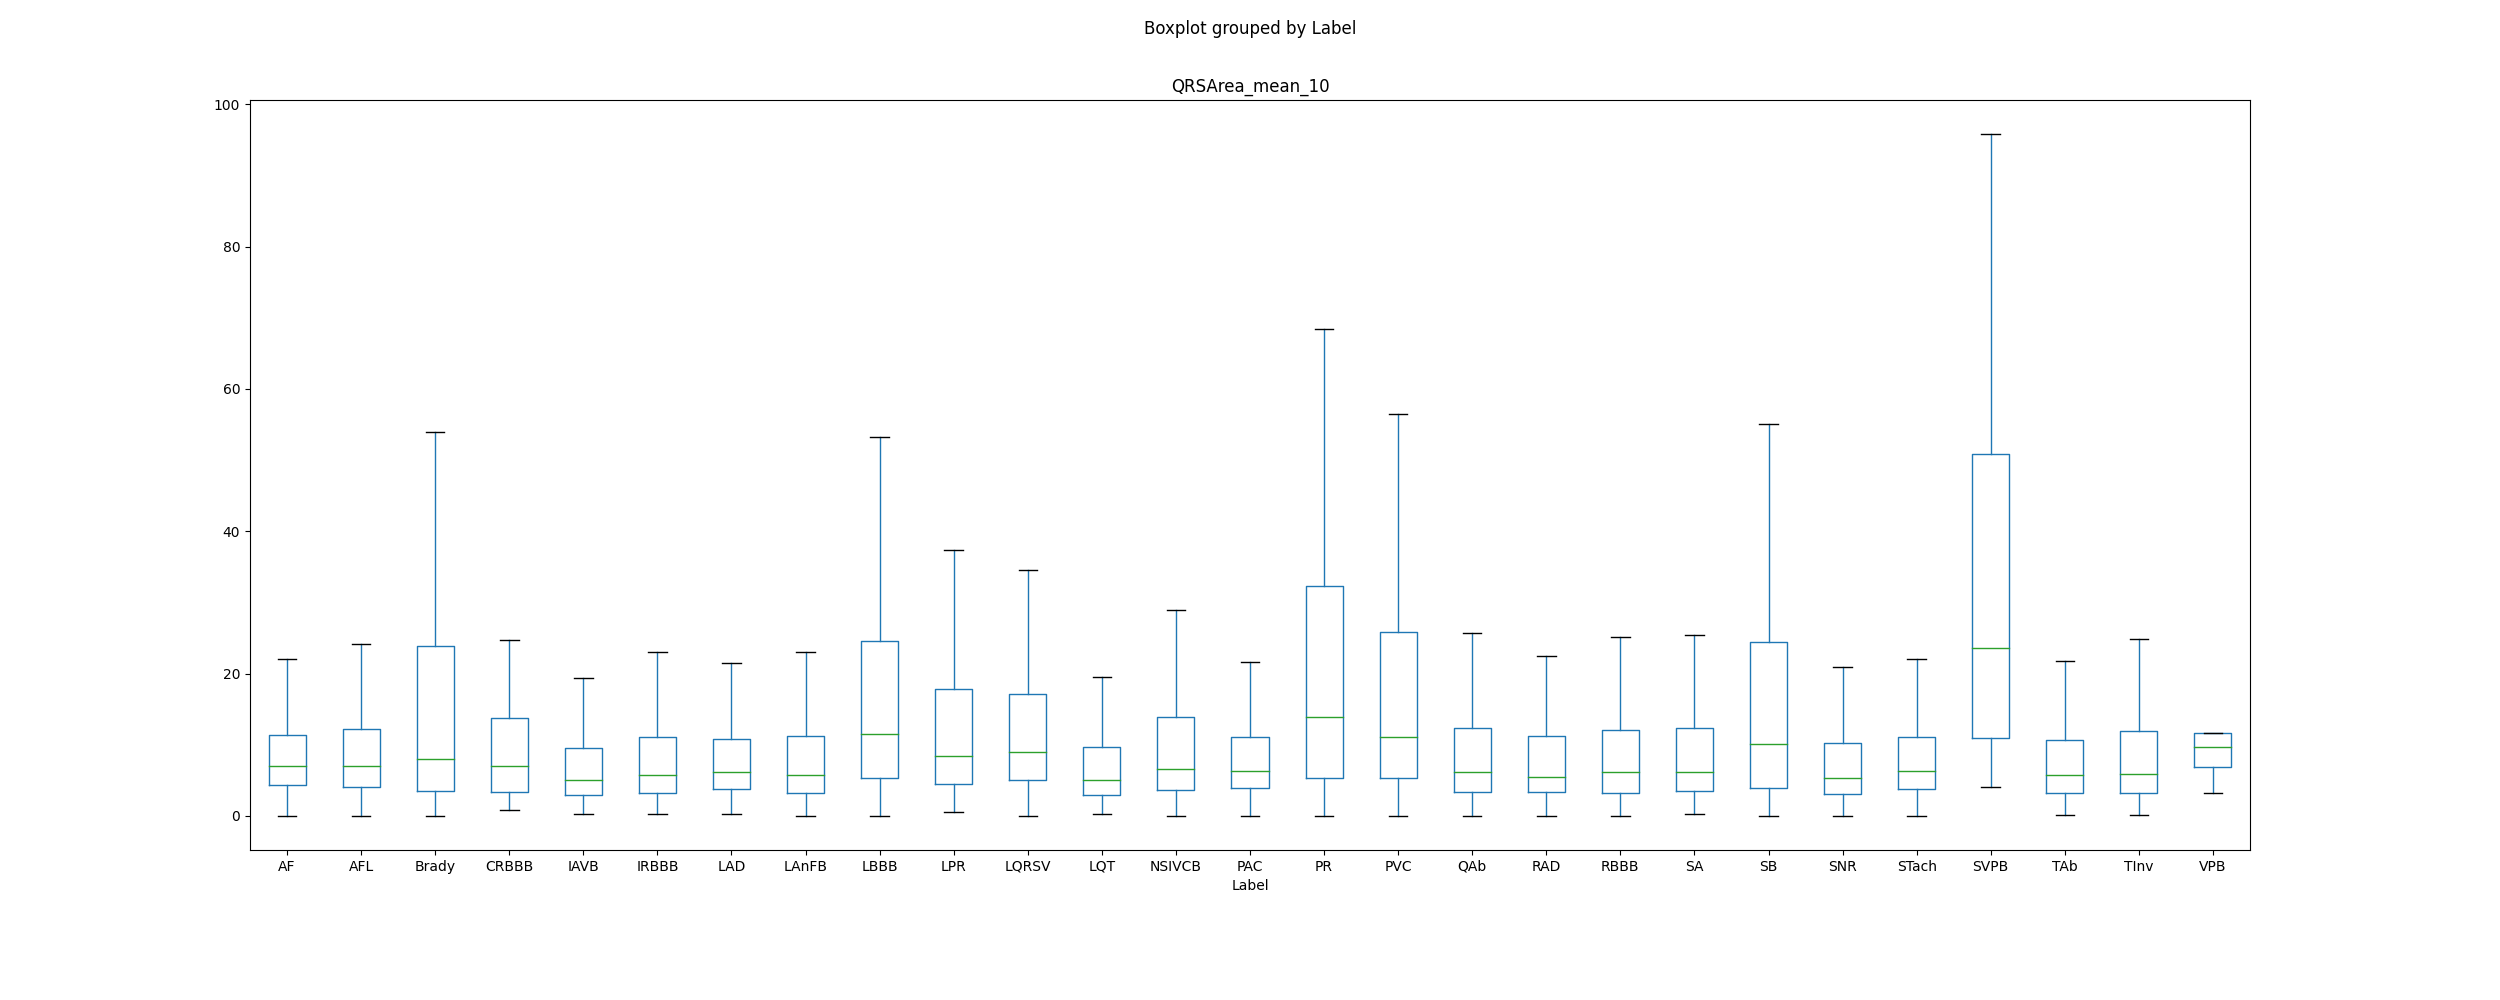 Boxplot grouped by Label
QRSArea_mean_10
100
80
60
40
20
0
AF AFL Brady CRBBB IAVB IRBBB LAD LAnFB LBBB LPR LQRSV LQT NSIVCB PAC PR PVC QAb RAD RBBB SA SB SNR STach SVPB TAb TInv VPB
Label